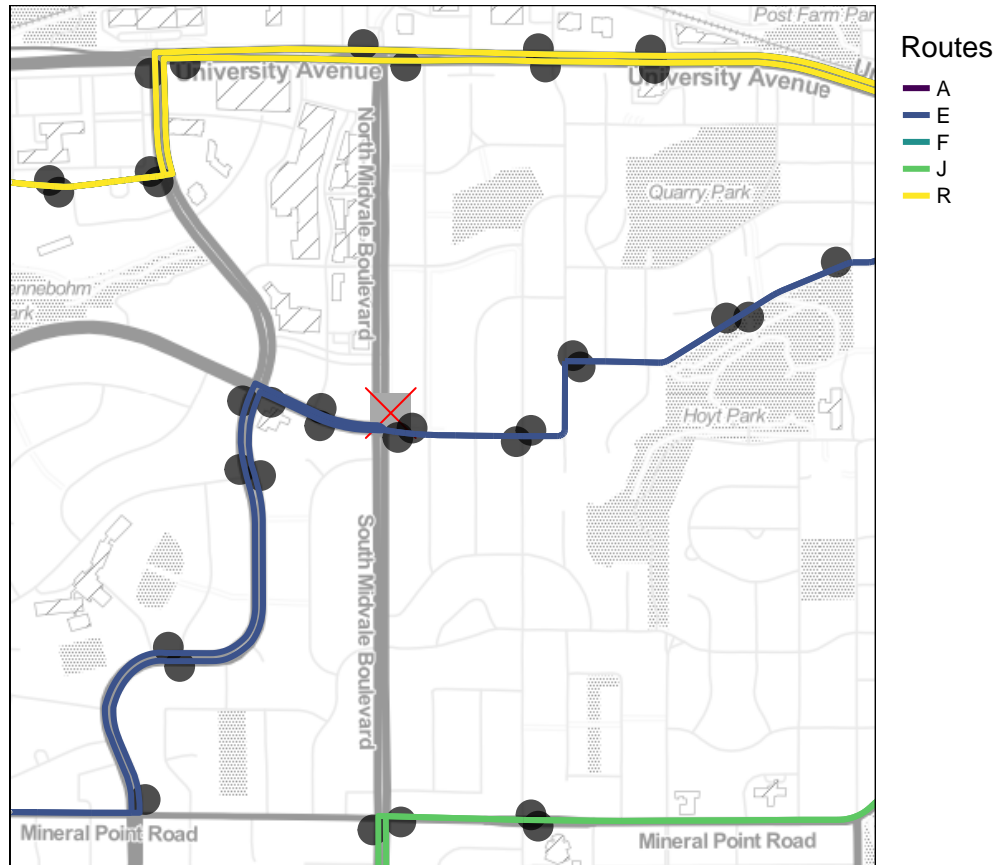 Post Farm Par
University Avenue
University Avenue
Un
North Midvale Boulevard
Quarry Park
ennebohm
ark
Hoyt Park
South Midvale Boulevard
Mineral Point Road
Mineral Point Road
Routes
A
E
F
J
R